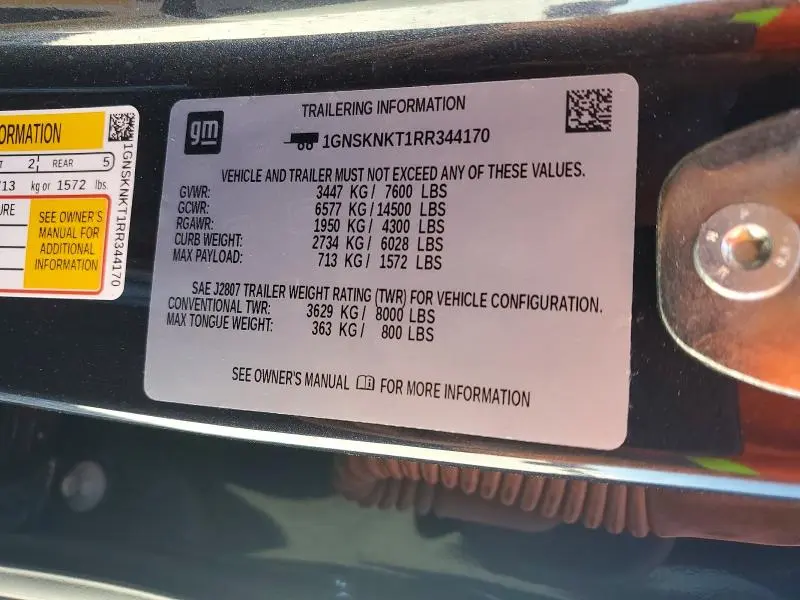 ORMATION
2 REAR 5
713 kg or 1572 lbs.
URE
SEE OWNER'S
MANUAL FOR
ADDITIONAL
INFORMATION
1GNSKNKT1RR344170
gm
TRAILERING INFORMATION
1GNSKNKT1RR344170
VEHICLE AND TRAILER MUST NOT EXCEED ANY OF THESE VALUES.
GVWR: 3447 KG / 7600 LBS
GCWR: 6577 KG / 14500 LBS
RGAWR: 1950 KG / 4300 LBS
CURB WEIGHT: 2734 KG / 6028 LBS
MAX PAYLOAD: 713 KG / 1572 LBS
SAE J2807 TRAILER WEIGHT RATING (TWR) FOR VEHICLE CONFIGURATION.
CONVENTIONAL TWR: 3629 KG / 8000 LBS
MAX TONGUE WEIGHT: 363 KG / 800 LBS
SEE OWNER'S MANUAL FOR MORE INFORMATION